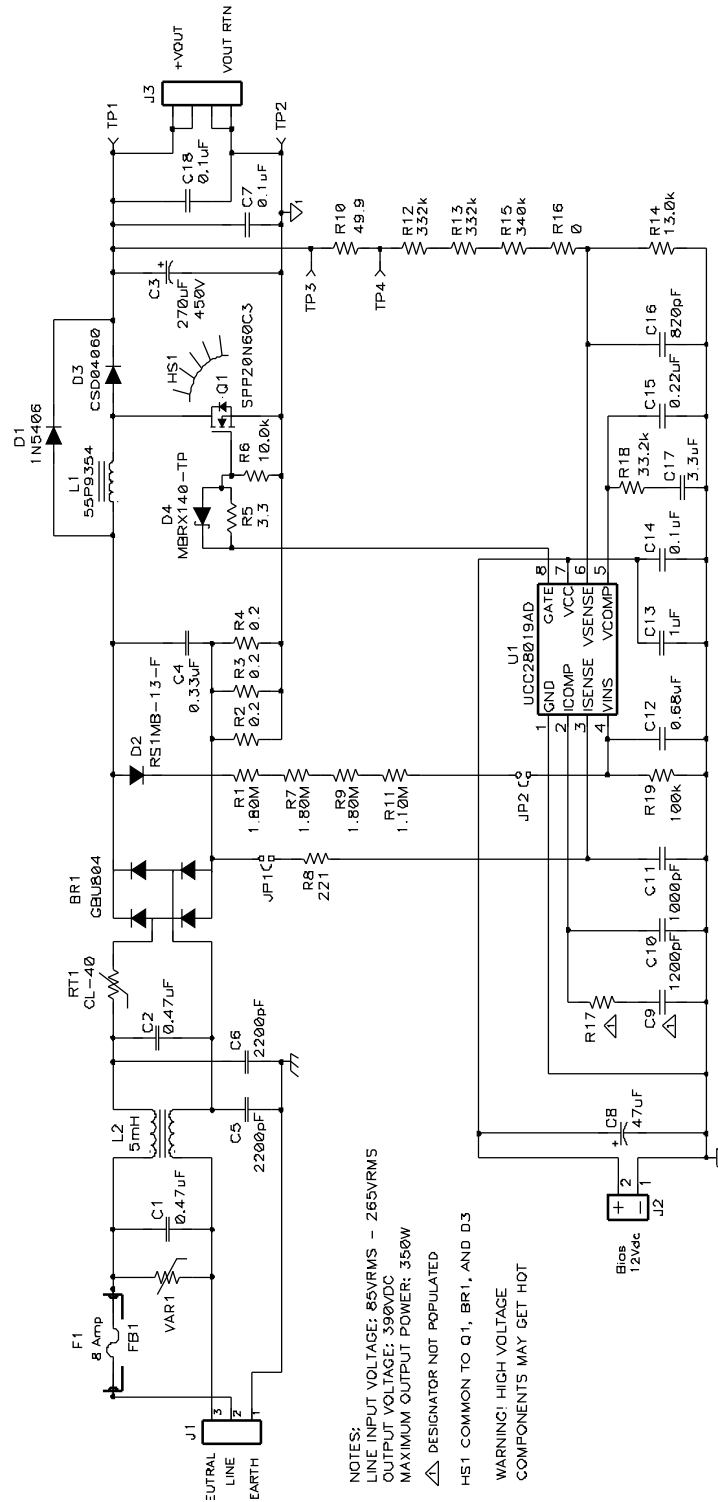 J1
NEUTRAL
LINE
EARTH
3
2
1
F1
8 Amp
FB1
VAR1
C1
0.47uF
L2
5mH
C5
2200pF
C6
2200pF
C2
0.47uF
RT1
CL-40
BR1
GBU804
D2
RS1MB-13-F
R1
1.80M
R7
1.80M
R9
1.80M
R11
1.10M
JP2
JP1
R8
221
R2
0.2
R3
0.2
R4
0.2
C4
0.33uF
L1
55P9354
D1
1N5406
D3
CSD04060
D4
MBRX140-TP
R5
3.3
R6
10.0k
Q1
SPP20N60C3
HS1
C3
+
270uF
450V
C7
0.1uF
C18
0.1uF
J3
+VOUT
VOUT RTN
TP1
TP2
1
TP3
TP4
R10
49.9
R12
332k
R13
332k
R15
340k
R16
0
R14
13.0k
C16
820pF
C15
0.22uF
R18
33.2k
C17
3.3uF
C14
0.1uF
C13
1uF
U1
UCC28019AD
1
2
3
4
GND
ICOMP
ISENSE
VINS
8
7
6
5
GATE
VCC
VSENSE
VCOMP
C12
0.68uF
R19
100k
C11
1000pF
C10
1200pF
R17
1
C9
1
C8
+
47uF
J2
+
-
2
1
Bias
12Vdc
NOTES:
LINE INPUT VOLTAGE: 85VRMS - 265VRMS
OUTPUT VOLTAGE: 390VDC
MAXIMUM OUTPUT POWER: 350W
1 DESIGNATOR NOT POPULATED
HS1 COMMON TO Q1, BR1, AND D3
WARNING! HIGH VOLTAGE
COMPONENTS MAY GET HOT